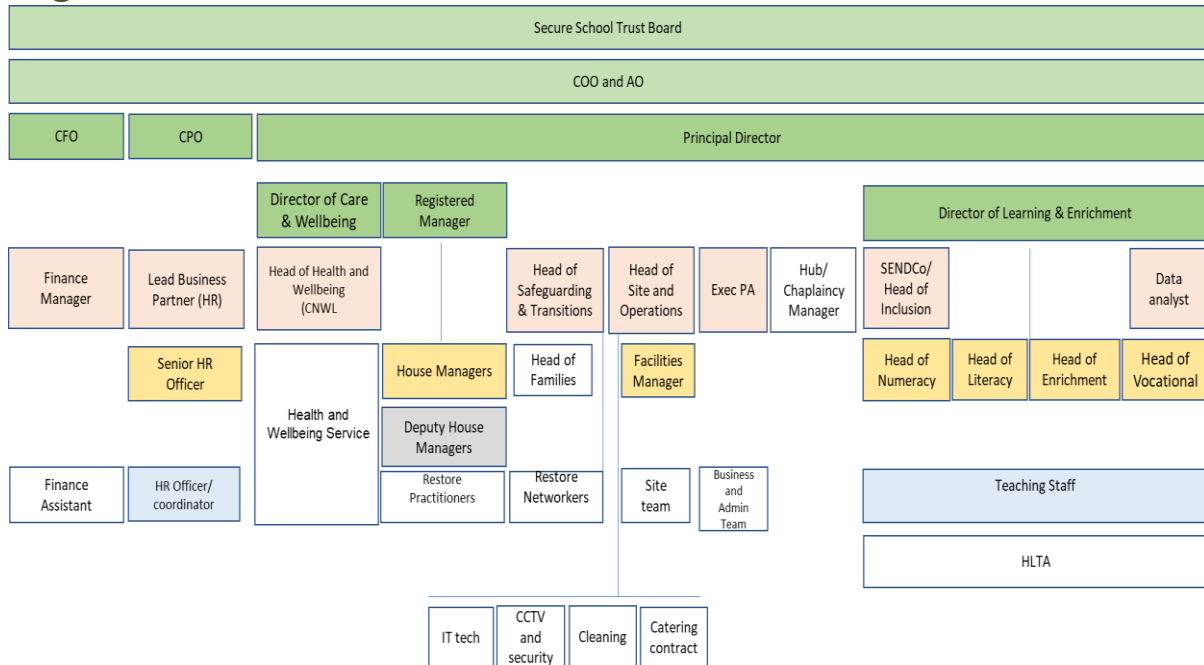 Secure School Trust Board
COO and AO
CFO
CPO
Principal Director
Director of Care
& Wellbeing
Registered
Manager
Director of Learning & Enrichment
Finance
Manager
Lead Business
Partner (HR)
Head of Health and
Wellbeing
(CNWL
Head of
Safeguarding
& Transitions
Head of
Site and
Operations
Exec PA
Hub/
Chaplaincy
Manager
SENDCo/
Head of
Inclusion
Data
analyst
Senior HR
Officer
Health and
Wellbeing Service
House Managers
Head of
Families
Facilities
Manager
Head of
Numeracy
Head of
Literacy
Head of
Enrichment
Head of
Vocational
Deputy House
Managers
Finance
Assistant
HR Officer/
coordinator
Restore
Practitioners
Restore
Networkers
Site
team
Business
and
Admin
Team
Teaching Staff
HLTA
IT tech
CCTV
and
security
Cleaning
Catering
contract